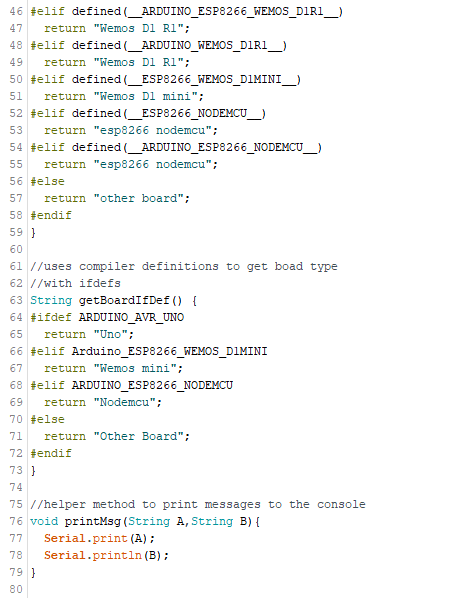 46 #elif defined(__ARDUINO_ESP8266_WEMOS_D1R1__)
47   return "Wemos D1 R1";
48 #elif defined(__ARDUINO_WEMOS_D1R1__)
49   return "Wemos D1 R1";
50 #elif defined(__ESP8266_WEMOS_D1MINI__)
51   return "Wemos D1 mini";
52 #elif defined(__ESP8266_NODEMCU__)
53   return "esp8266 nodemcu";
54 #elif defined(__ARDUINO_ESP8266_NODEMCU__)
55   return "esp8266 nodemcu";
56 #else
57   return "other board";
58 #endif
59 }
60
61 //uses compiler definitions to get boad type
62 //with ifdefs
63 String getBoardIfDef() {
64 #ifdef ARDUINO_AVR_UNO
65   return "Uno";
66 #elif Arduino_ESP8266_WEMOS_D1MINI
67   return "Wemos mini";
68 #elif ARDUINO_ESP8266_NODEMCU
69   return "Nodemcu";
70 #else
71   return "Other Board";
72 #endif
73 }
74
75 //helper method to print messages to the console
76 void printMsg(String A,String B){
77   Serial.print(A);
78   Serial.println(B);
79 }
80